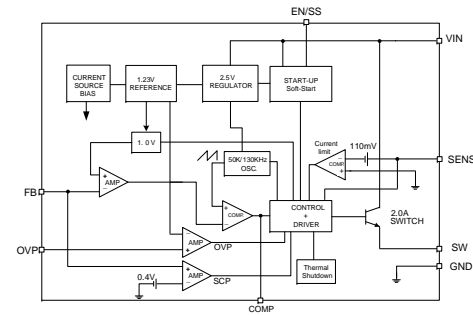 EN/SS
VIN
CURRENT
SOURCE
BIAS
1.23V
REFERENCE
2.5V
REGULATOR
START-UP
Soft-Start
1. 0V
50K/130KHz
OSC.
Current
limit
110mV
COMP.
SENS
FB
AMP
COMP.
CONTROL
+
DRIVER
2.0A
SWITCH
OVP
AMP
OVP
SW
GND
0.4V
AMP
SCP
Thermal
Shutdown
COMP